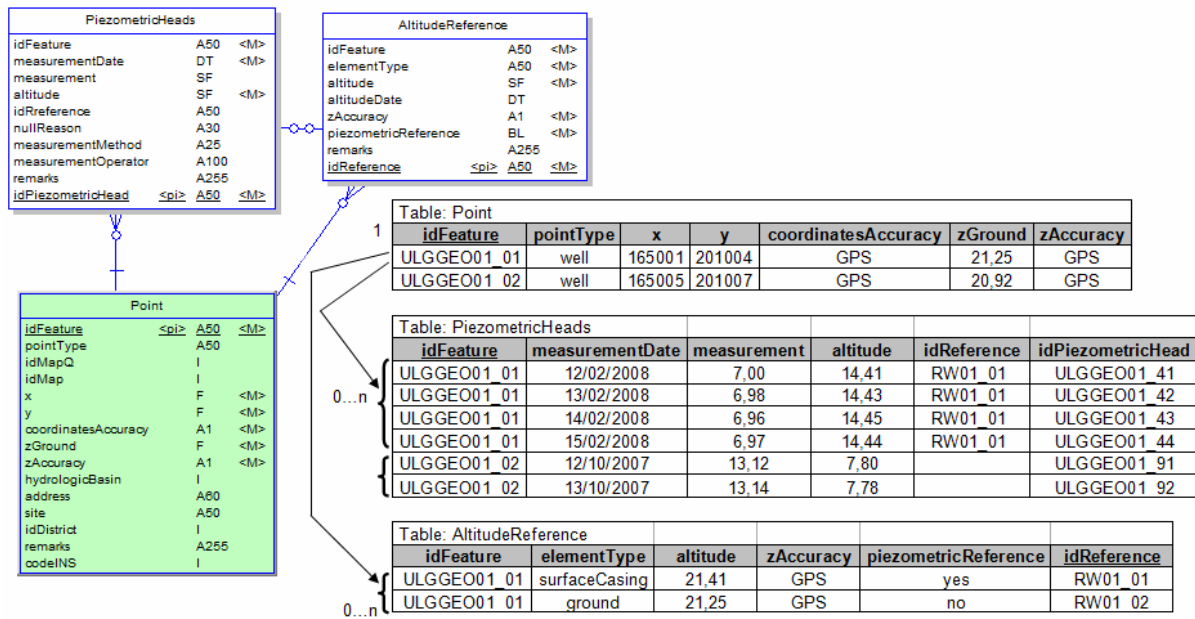 PiezometricHeads
idFeature A50 <M>
measurementDate DT <M>
measurement SF
altitude SF <M>
idRreference A50
nullReason A30
measurementMethod A25
measurementOperator A100
remarks A255
idPiezometricHead <pi> A50 <M>
AltitudeReference
idFeature A50 <M>
elementType A50 <M>
altitude SF <M>
altitudeDate DT
zAccuracy A1 <M>
piezometricReference BL <M>
remarks A255
idReference <pi> A50 <M>
Point
idFeature <pi> A50 <M>
pointType A50
idMapQ I
idMap I
x F <M>
y F <M>
coordinatesAccuracy A1 <M>
zGround F <M>
zAccuracy A1 <M>
hydrologicBasin I
address A60
site A50
idDistrict I
remarks A255
codeINS I
1
Table: Point
idFeature pointType x y coordinatesAccuracy zGround zAccuracy
ULGGEO01_01 well 165001 201004 GPS 21,25 GPS
ULGGEO01_02 well 165005 201007 GPS 20,92 GPS
0...n
Table: PiezometricHeads
idFeature measurementDate measurement altitude idReference idPiezometricHead
ULGGEO01_01 12/02/2008 7,00 14,41 RW01_01 ULGGEO01_41
ULGGEO01_01 13/02/2008 6,98 14,43 RW01_01 ULGGEO01_42
ULGGEO01_01 14/02/2008 6,96 14,45 RW01_01 ULGGEO01_43
ULGGEO01_01 15/02/2008 6,97 14,44 RW01_01 ULGGEO01_44
ULGGEO01_02 12/10/2007 13,12 7,80 ULGGEO01_91
ULGGEO01_02 13/10/2007 13,14 7,78 ULGGEO01_92
0...n
Table: AltitudeReference
idFeature elementType altitude zAccuracy piezometricReference idReference
ULGGEO01_01 surfaceCasing 21,41 GPS yes RW01_01
ULGGEO01_01 ground 21,25 GPS no RW01_02